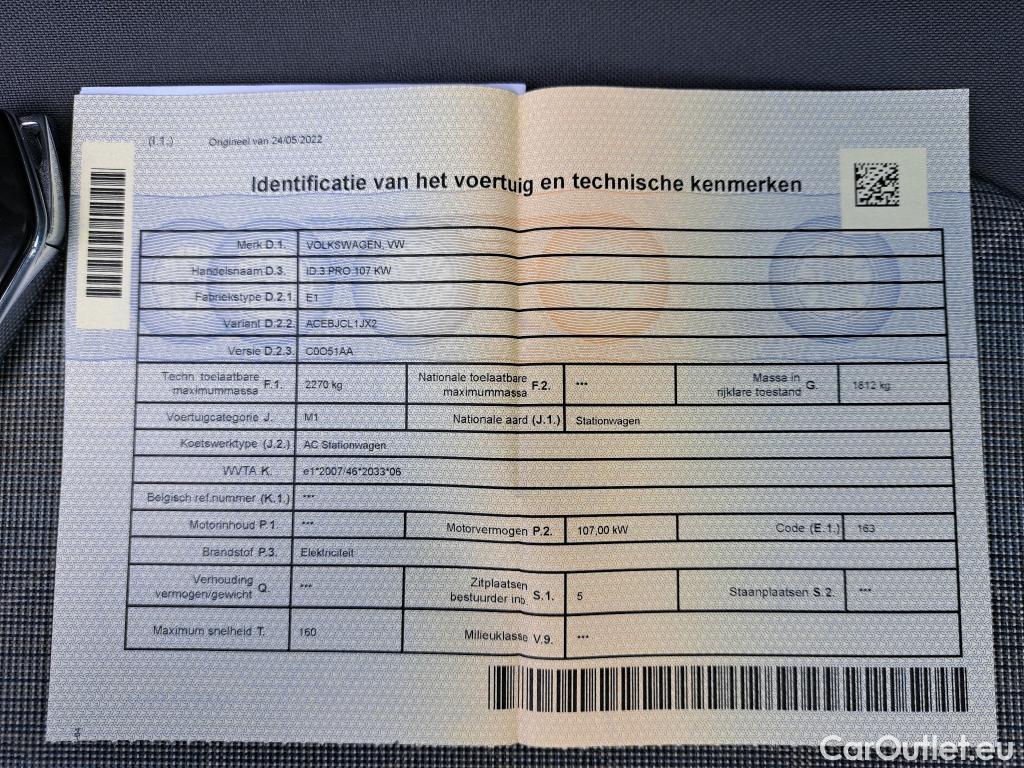 (I.1.) Origineel van 24/05/2022
Identificatie van het voertuig en technische kenmerken
Merk D.1. VOLKSWAGEN, VW
Handelsnaam D.3. ID.3 PRO 107 KW
Fabriekstype D.2.1. E1
Variant D.2.2. ACEBJCL1JX2
Versie D.2.3. C0O51AA
Techn. toelaatbare maximummassa F.1. 2270 kg Nationale toelaatbare maximummassa F.2. *** Massa in rijklare toestand G. 1812 kg
Voertuigcategorie J. M1 Nationale aard (J.1.) Stationwagen
Koetswerktype (J.2.) AC Stationwagen
WVTA K. e1*2007/46*2033*06
Belgisch ref.nummer (K.1.) ***
Motorinhoud P.1. *** Motorvermogen P.2. 107,00 kW Code (E.1.) 163
Brandstof P.3. Elektriciteit
Verhouding vermogen/gewicht Q. *** Zitplaatsen bestuurder inb. S.1. 5 Staanplaatsen S.2. ***
Maximum snelheid T. 160 Milieuklasse V.9. ***
CarOutlet.eu